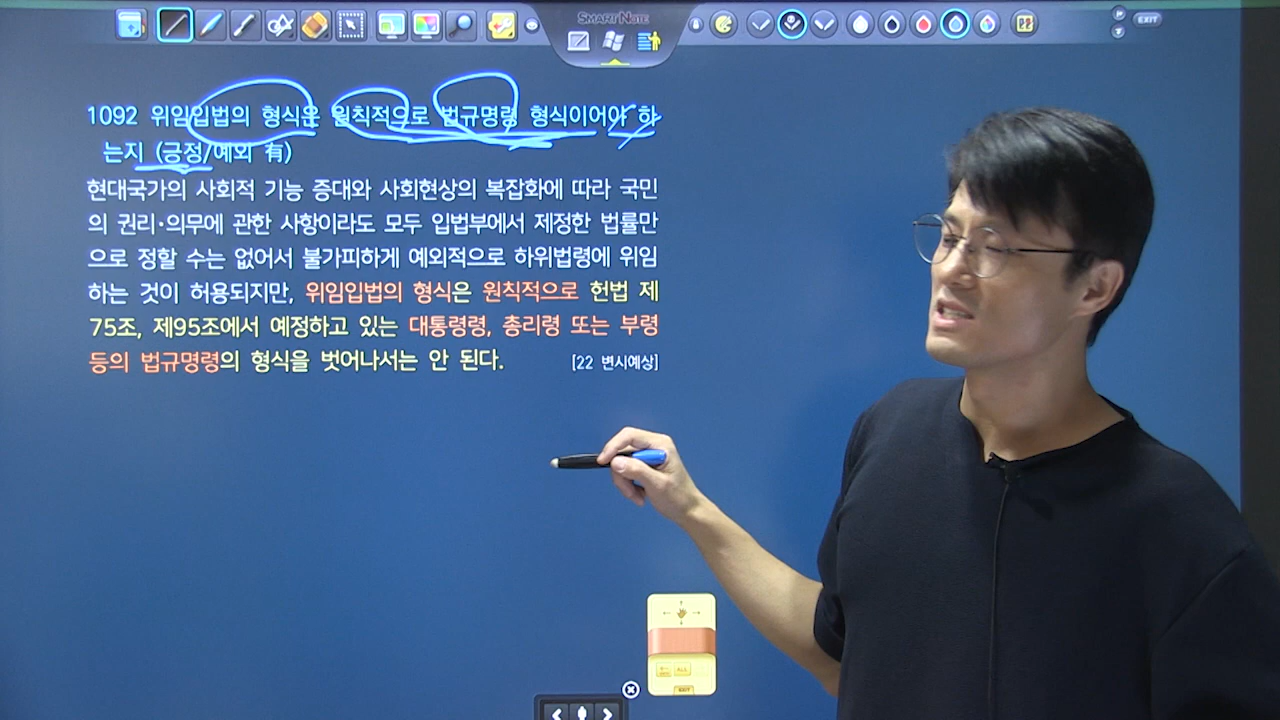 SMART NOTE
EXIT
1092 위임입법의 형식은 원칙적으로 법규명령 형식이어야 하
는지 (긍정/예외 有)
현대국가의 사회적 기능 증대와 사회현상의 복잡화에 따라 국민
의 권리·의무에 관한 사항이라도 모두 입법부에서 제정한 법률만
으로 정할 수는 없어서 불가피하게 예외적으로 하위법령에 위임
하는 것이 허용되지만, 위임입법의 형식은 원칙적으로 헌법 제
75조, 제95조에서 예정하고 있는 대통령령, 총리령 또는 부령
등의 법규명령의 형식을 벗어나서는 안 된다. [22 변시예상]
ALL
EXIT